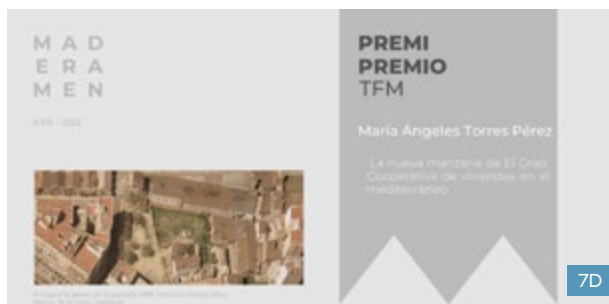 MAD
ERA
MEN
PREMI
PREMIO
TFM
María Ángeles Torres Pérez
La nueva manzana de El Grao
Cooperativa de viviendas en el
mediterráneo
7D